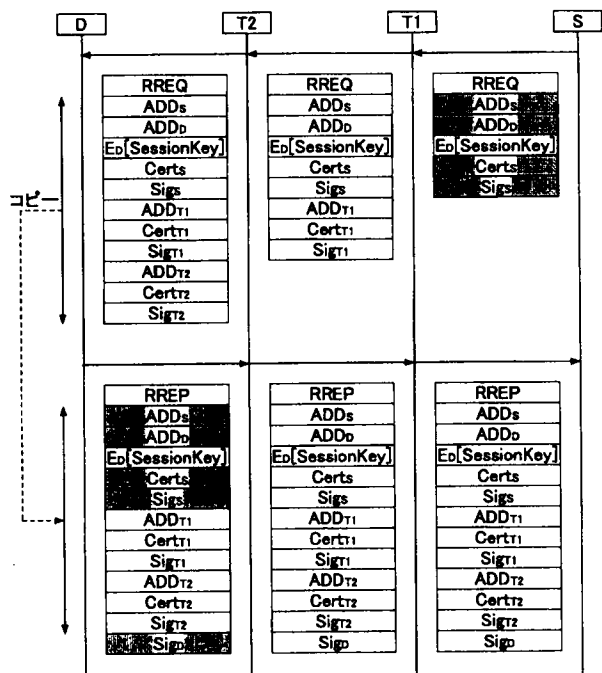 D
T2
T1
S
RREQ
ADDs
ADDD
ED[SessionKey]
Certs
Sigs
ADDT1
CertT1
SigT1
ADDT2
CertT2
SigT2
RREQ
ADDs
ADDD
ED[SessionKey]
Certs
Sigs
ADDT1
CertT1
SigT1
RREQ
ADDs
ADDD
ED[SessionKey]
Certs
Sigs
コピー
RREP
ADDs
ADDD
ED[SessionKey]
Certs
Sigs
ADDT1
CertT1
SigT1
ADDT2
CertT2
SigT2
SigD
RREP
ADDs
ADDD
ED[SessionKey]
Certs
Sigs
ADDT1
CertT1
SigT1
ADDT2
CertT2
SigT2
SigD
RREP
ADDs
ADDD
ED[SessionKey]
Certs
Sigs
ADDT1
CertT1
SigT1
ADDT2
CertT2
SigT2
SigD